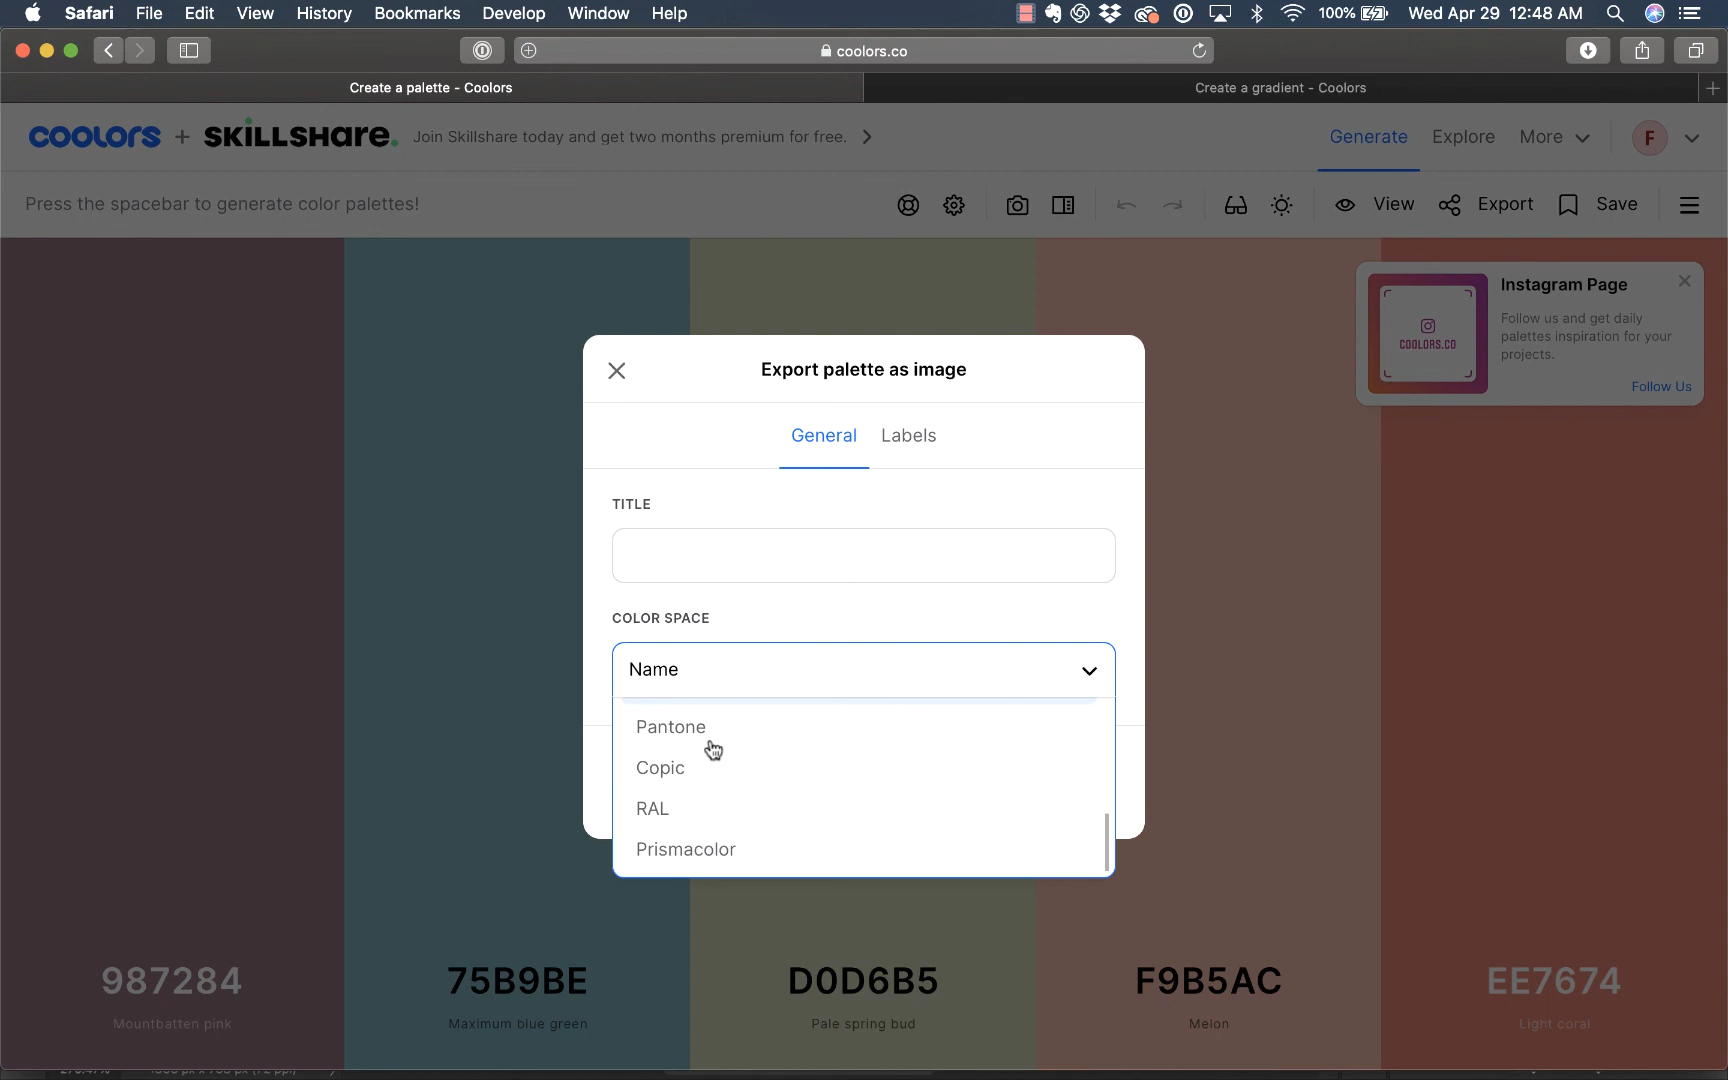 Safari File Edit View History Bookmarks Develop Window Help 100% Wed Apr 29 12:48 AM
coolors.co
Create a palette - Coolors
Create a gradient - Coolors
coolors + SKILLSHARE. Join Skillshare today and get two months premium for free.
Generate Explore More F
Press the spacebar to generate color palettes!
View Export Save
Instagram Page
Follow us and get daily
palettes inspiration for your
projects.
COOLORS.CO
Follow Us
Export palette as image
General Labels
TITLE
COLOR SPACE
Name
Pantone
Copic
RAL
Prismacolor
987284 75B9BE D0D6B5 F9B5AC EE7674
Mountbatten pink Maximum blue green Pale spring bud Melon Light coral